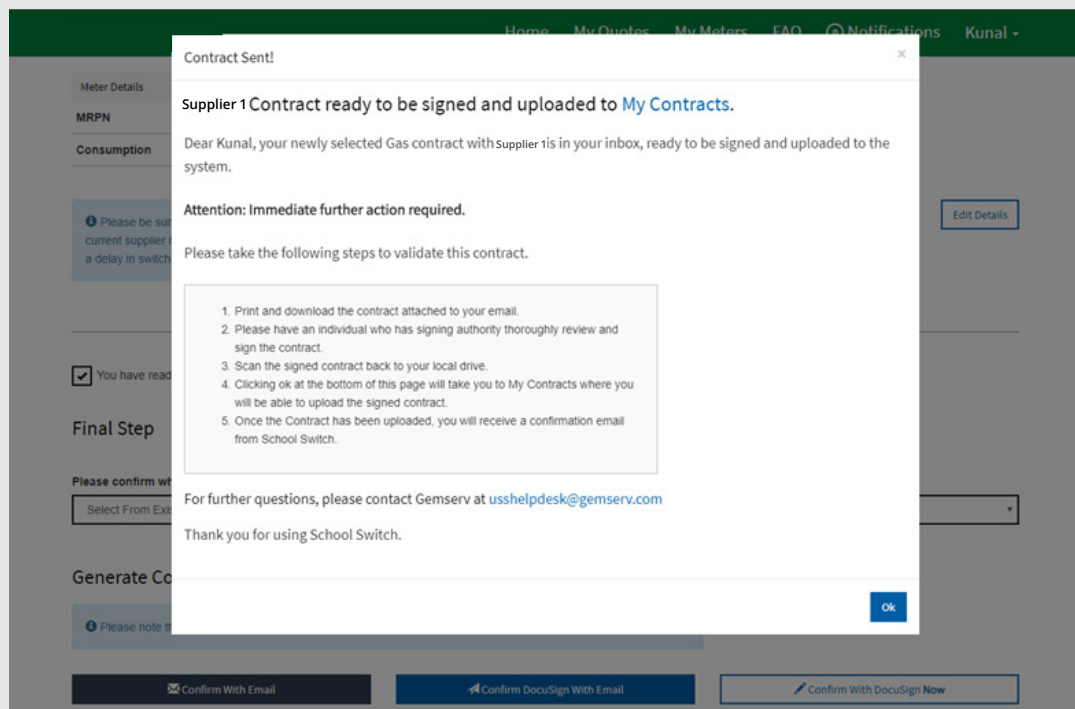 Home My Quotes My Meters FAQ Notifications Kunal
Contract Sent! ×
Meter Details
MRPN
Consumption
Supplier 1 Contract ready to be signed and uploaded to My Contracts.
Dear Kunal, your newly selected Gas contract with Supplier 1 is in your inbox, ready to be signed and uploaded to the
system.
Attention: Immediate further action required.
Please be sur
current supplier
a delay in switch
Edit Details
Please take the following steps to validate this contract.
1. Print and download the contract attached to your email.
2. Please have an individual who has signing authority thoroughly review and
sign the contract.
3. Scan the signed contract back to your local drive.
4. Clicking ok at the bottom of this page will take you to My Contracts where you
will be able to upload the signed contract.
5. Once the Contract has been uploaded, you will receive a confirmation email
from School Switch.
You have read
Final Step
Please confirm wh
Select From Exi
For further questions, please contact Gemserv at usshelpdesk@gemserv.com
Thank you for using School Switch.
Generate Co
Ok
Please note th
Confirm With Email
Confirm DocuSign With Email
Confirm With DocuSign Now